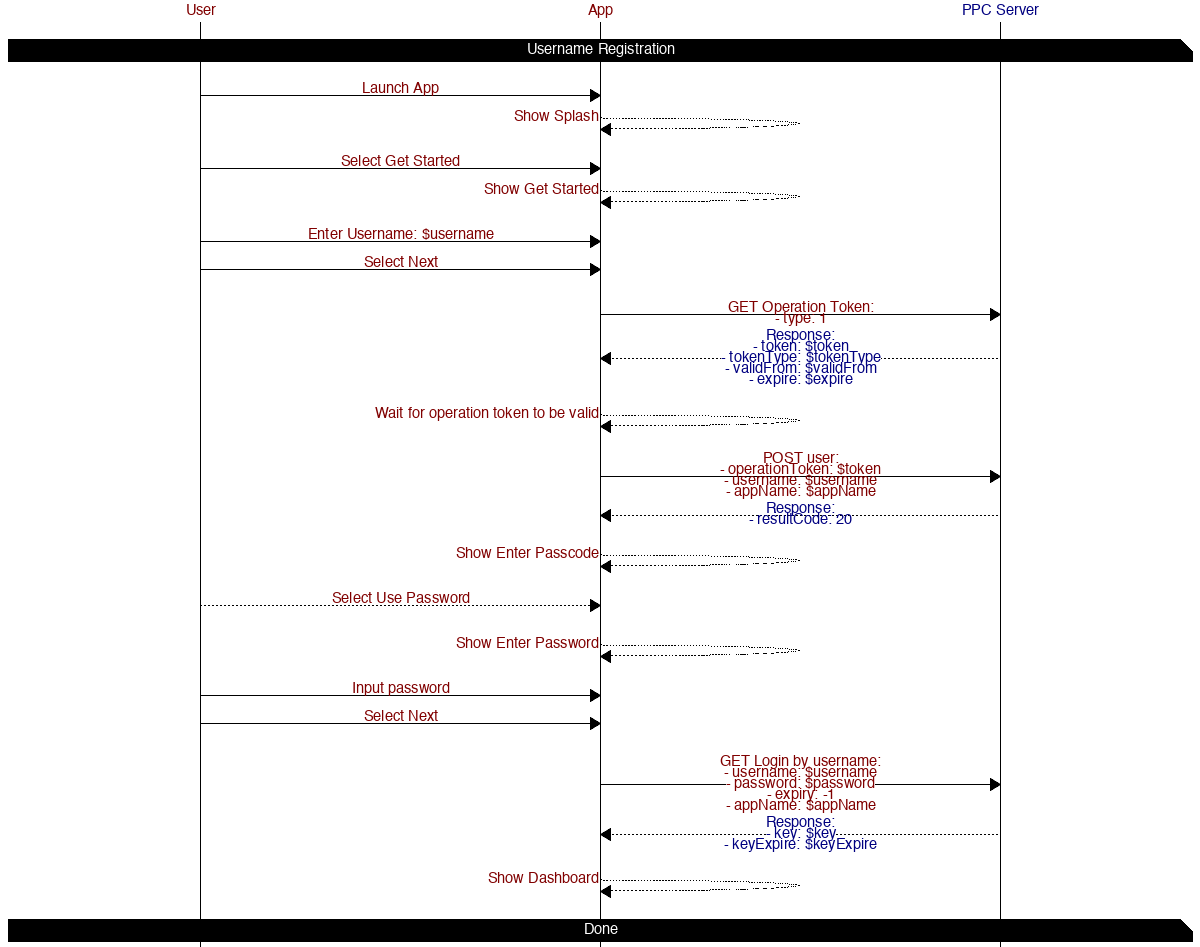 User
App
PPC Server
Username Registration
Launch App
Show Splash
Select Get Started
Show Get Started
Enter Username: $username
Select Next
GET Operation Token:
- type: 1
Response:
- token: $token
- tokenType: $tokenType
- validFrom: $validFrom
- expire: $expire
Wait for operation token to be valid
POST user:
- operationToken: $token
- username: $username
- appName: $appName
Response:
- resultCode: 20
Show Enter Passcode
Select Use Password
Show Enter Password
Input password
Select Next
GET Login by username:
- username: $username
- password: $password
- expiry: -1
- appName: $appName
Response:
- key: $key
- keyExpire: $keyExpire
Show Dashboard
Done